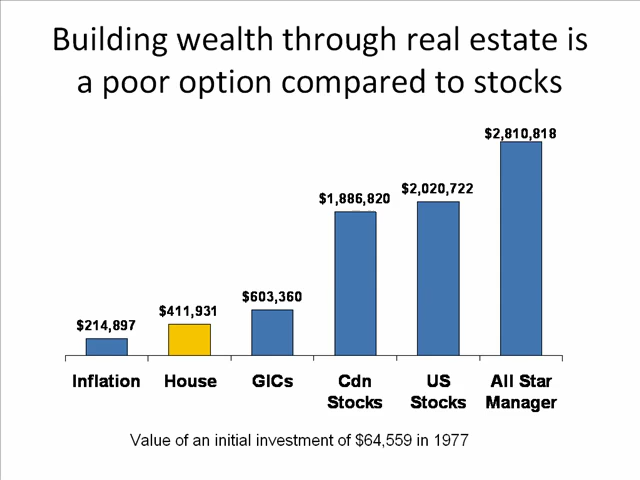 Building wealth through real estate is
a poor option compared to stocks
$2,810,818
$2,020,722
$1,886,820
$603,360
$411,931
$214,897
Inflation House GICs Cdn Stocks US Stocks All Star Manager
Value of an initial investment of $64,559 in 1977